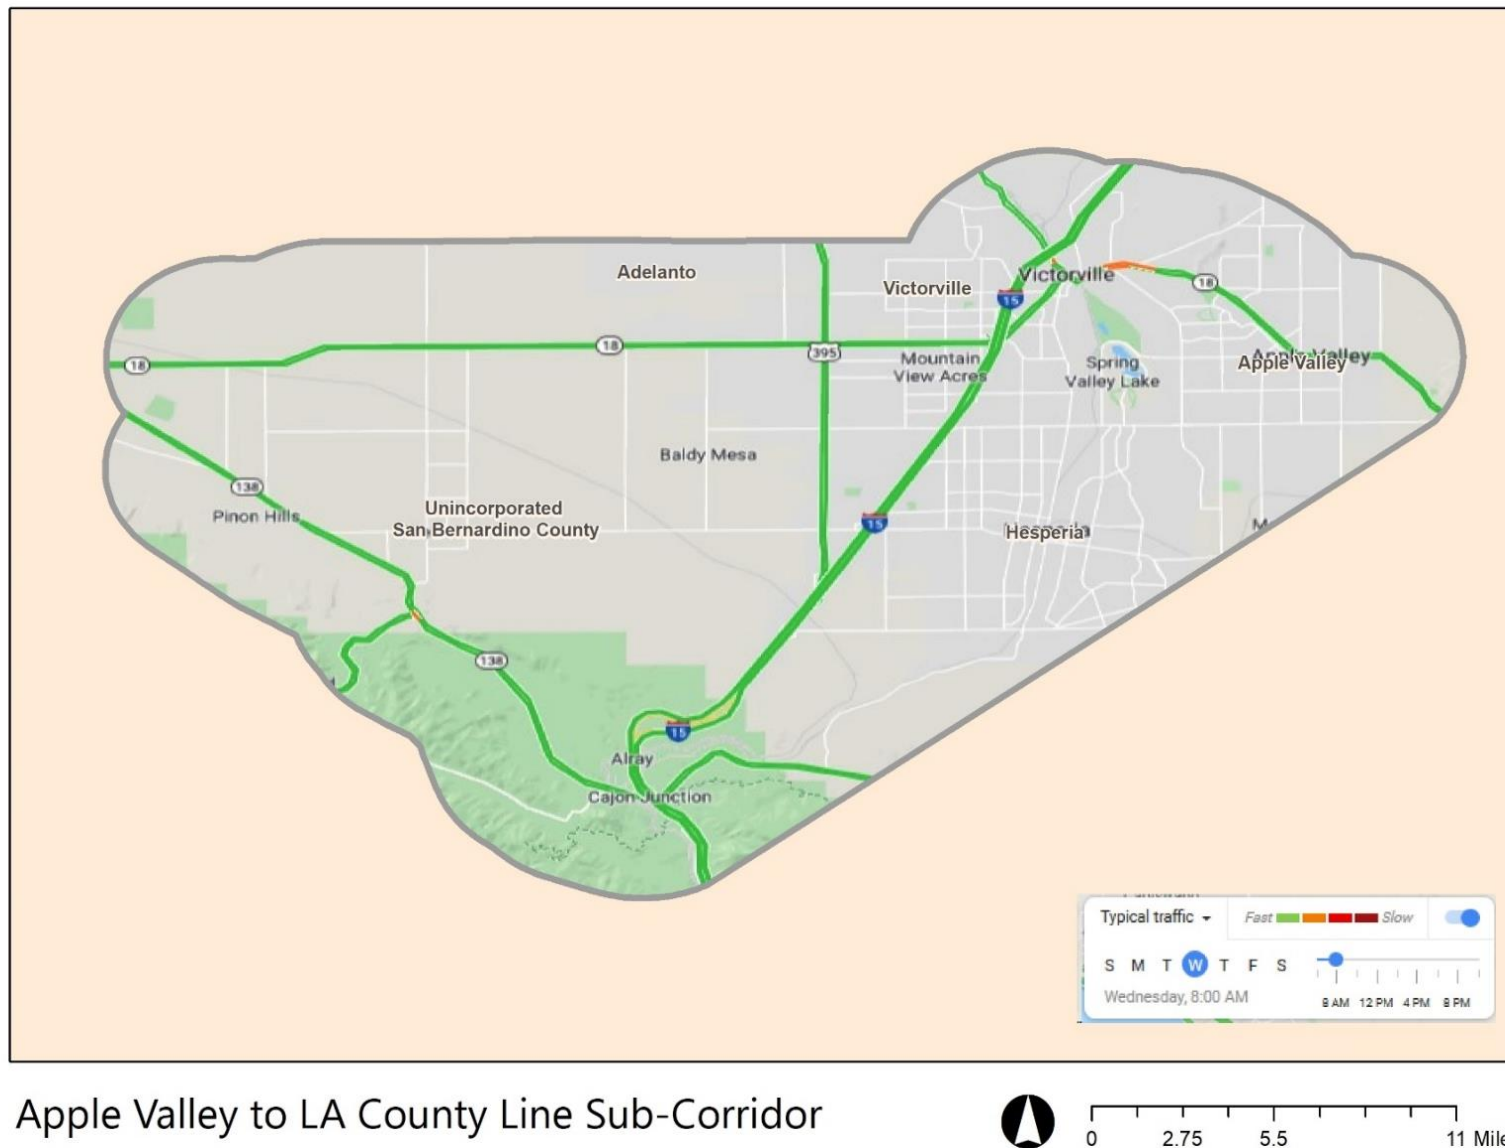 Adelanto
Victorville
Victorville
15
18
18
18
395
Mountain
View Acres
Spring
Valley Lake
Apple Valley
Apple Valley
Baldy Mesa
138
Pinon Hills
Unincorporated
San Bernardino County
15
Hesperia
138
15
Alray
Cajon Junction
Typical traffic
Fast
Slow
S M T W T F S
Wednesday, 8:00 AM
8 AM 12 PM 4 PM 8 PM
Apple Valley to LA County Line Sub-Corridor
0 2.75 5.5 11 Mile